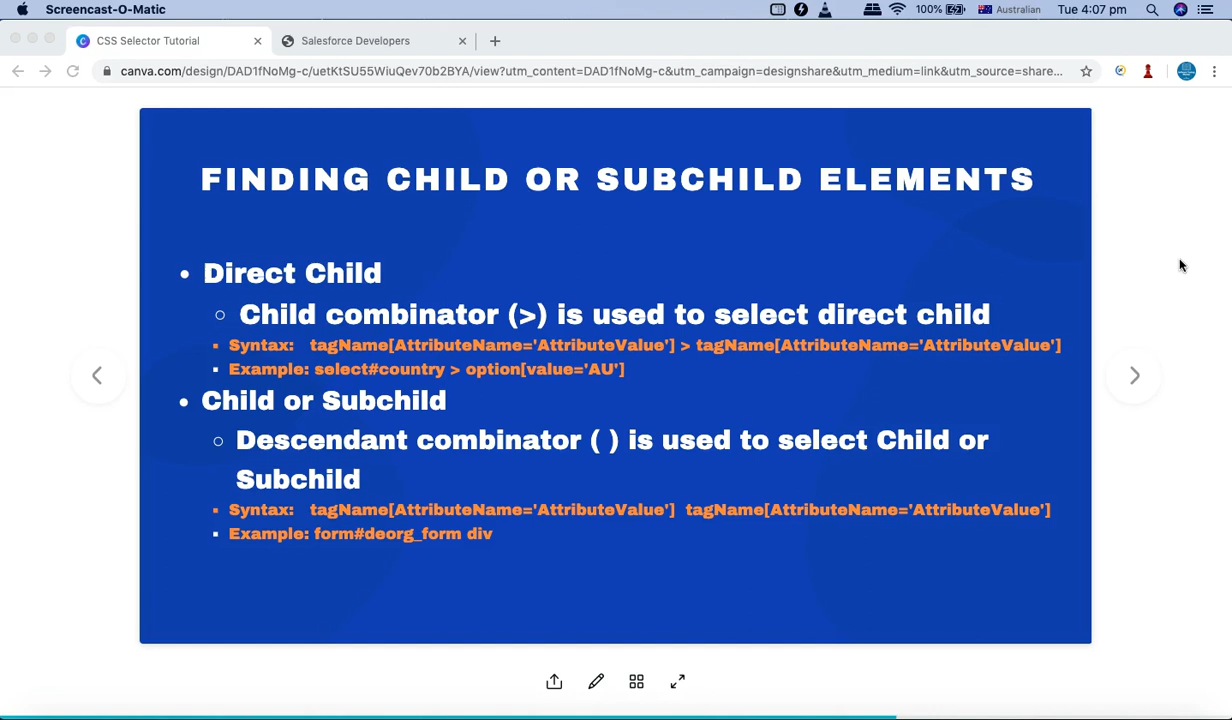 Screencast-O-Matic
100%
Australian
Tue 4:07 pm
CSS Selector Tutorial
Salesforce Developers
canva.com/design/DAD1fNoMg-c/uetKtSU55WiuQev70b2BYA/view?utm_content=DAD1fNoMg-c&utm_campaign=designshare&utm_medium=link&utm_source=share...
FINDING CHILD OR SUBCHILD ELEMENTS
Direct Child
Child combinator (>) is used to select direct child
Syntax: tagName[AttributeName='AttributeValue'] > tagName[AttributeName='AttributeValue']
Example: select#country > option[value='AU']
Child or Subchild
Descendant combinator ( ) is used to select Child or
Subchild
Syntax: tagName[AttributeName='AttributeValue'] tagName[AttributeName='AttributeValue']
Example: form#deorg_form div